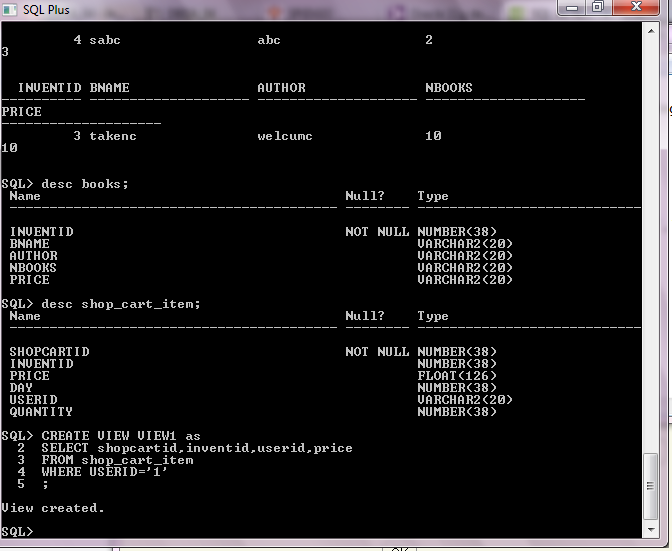 SQL Plus
4 sabc abc 2
3
INVENTID BNAME AUTHOR NBOOKS
---------- -------------------- -------------------- --------------------
PRICE
--------------------
3 takenc welcumc 10
10
SQL> desc books;
Name Null? Type
----------------------------------------- -------- ----------------------------
INVENTID NOT NULL NUMBER(38)
BNAME VARCHAR2(20)
AUTHOR VARCHAR2(20)
NBOOKS VARCHAR2(20)
PRICE VARCHAR2(20)
SQL> desc shop_cart_item;
Name Null? Type
----------------------------------------- -------- ----------------------------
SHOPCARTID NOT NULL NUMBER(38)
INVENTID NUMBER(38)
PRICE FLOAT(126)
DAY NUMBER(38)
USERID VARCHAR2(20)
QUANTITY NUMBER(38)
SQL> CREATE VIEW VIEW1 as
2 SELECT shopcartid,inventid,userid,price
3 FROM shop_cart_item
4 WHERE USERID='1'
5 ;
View created.
SQL>